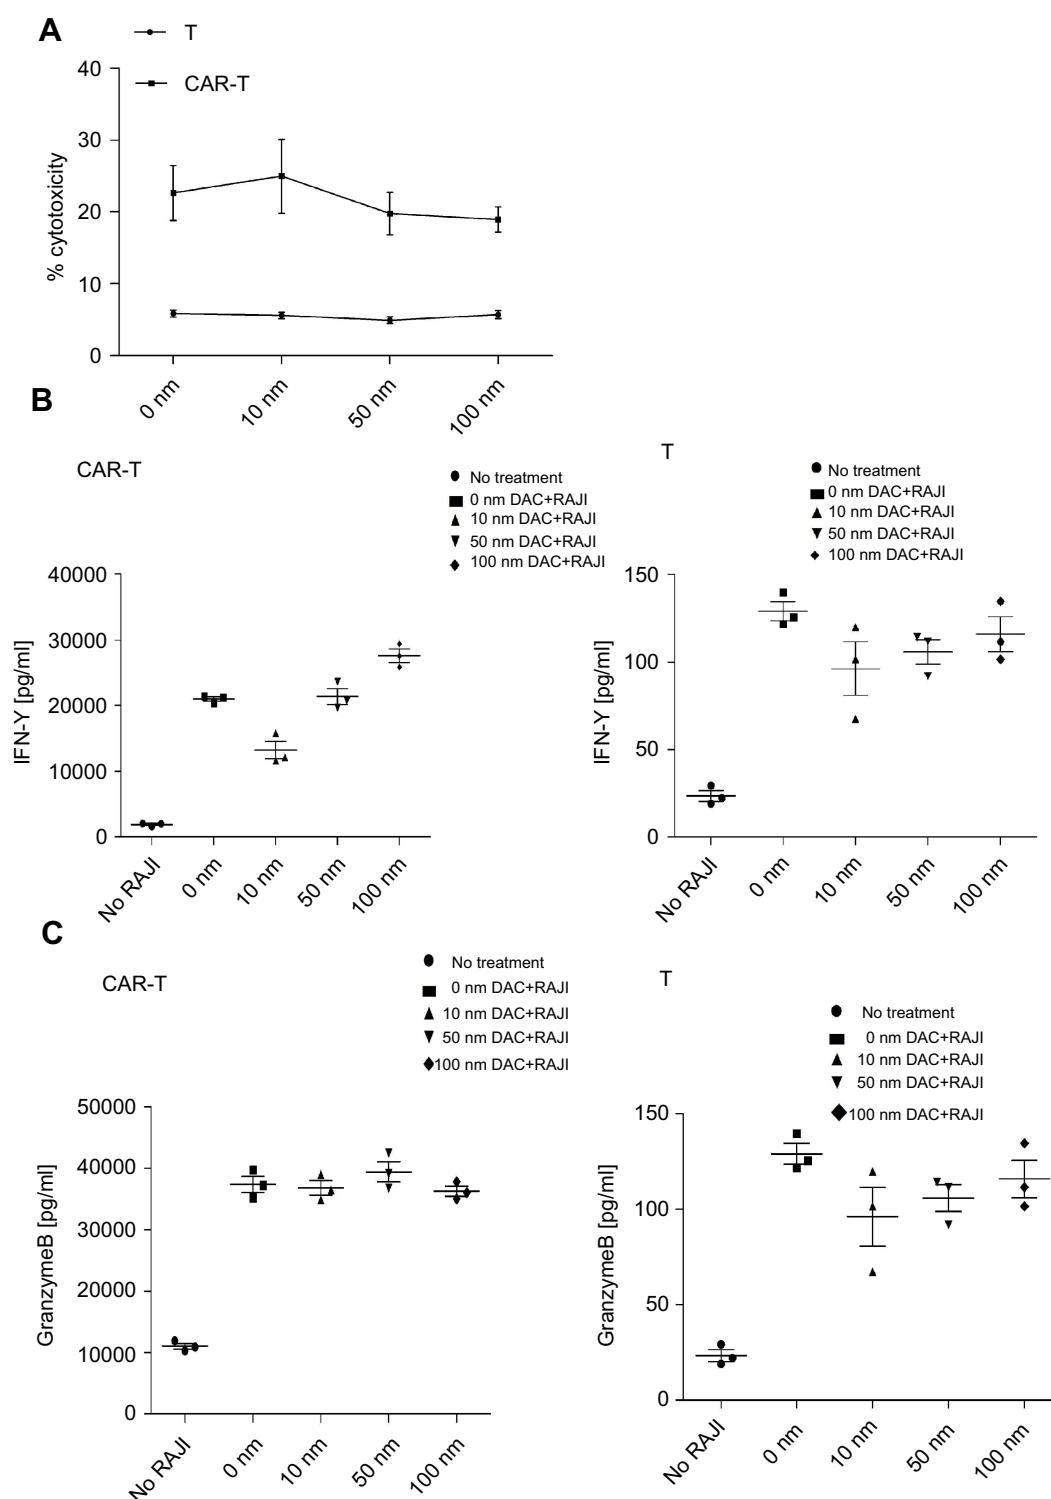 A
T
CAR-T
40
30
20
10
0
% cytotoxicity
0 nm
10 nm
50 nm
100 nm
B
CAR-T
No treatment
0 nm DAC+RAJI
10 nm DAC+RAJI
50 nm DAC+RAJI
100 nm DAC+RAJI
40000
30000
20000
10000
0
IFN-Y [pg/ml]
No RAJI
0 nm
10 nm
50 nm
100 nm
T
No treatment
0 nm DAC+RAJI
10 nm DAC+RAJI
50 nm DAC+RAJI
100 nm DAC+RAJI
150
100
50
0
IFN-Y [pg/ml]
No RAJI
0 nm
10 nm
50 nm
100 nm
C
CAR-T
No treatment
0 nm DAC+RAJI
10 nm DAC+RAJI
50 nm DAC+RAJI
100 nm DAC+RAJI
50000
40000
30000
20000
10000
0
GranzymeB [pg/ml]
No RAJI
0 nm
10 nm
50 nm
100 nm
T
No treatment
0 nm DAC+RAJI
10 nm DAC+RAJI
50 nm DAC+RAJI
100 nm DAC+RAJI
150
100
50
0
GranzymeB [pg/ml]
No RAJI
0 nm
10 nm
50 nm
100 nm